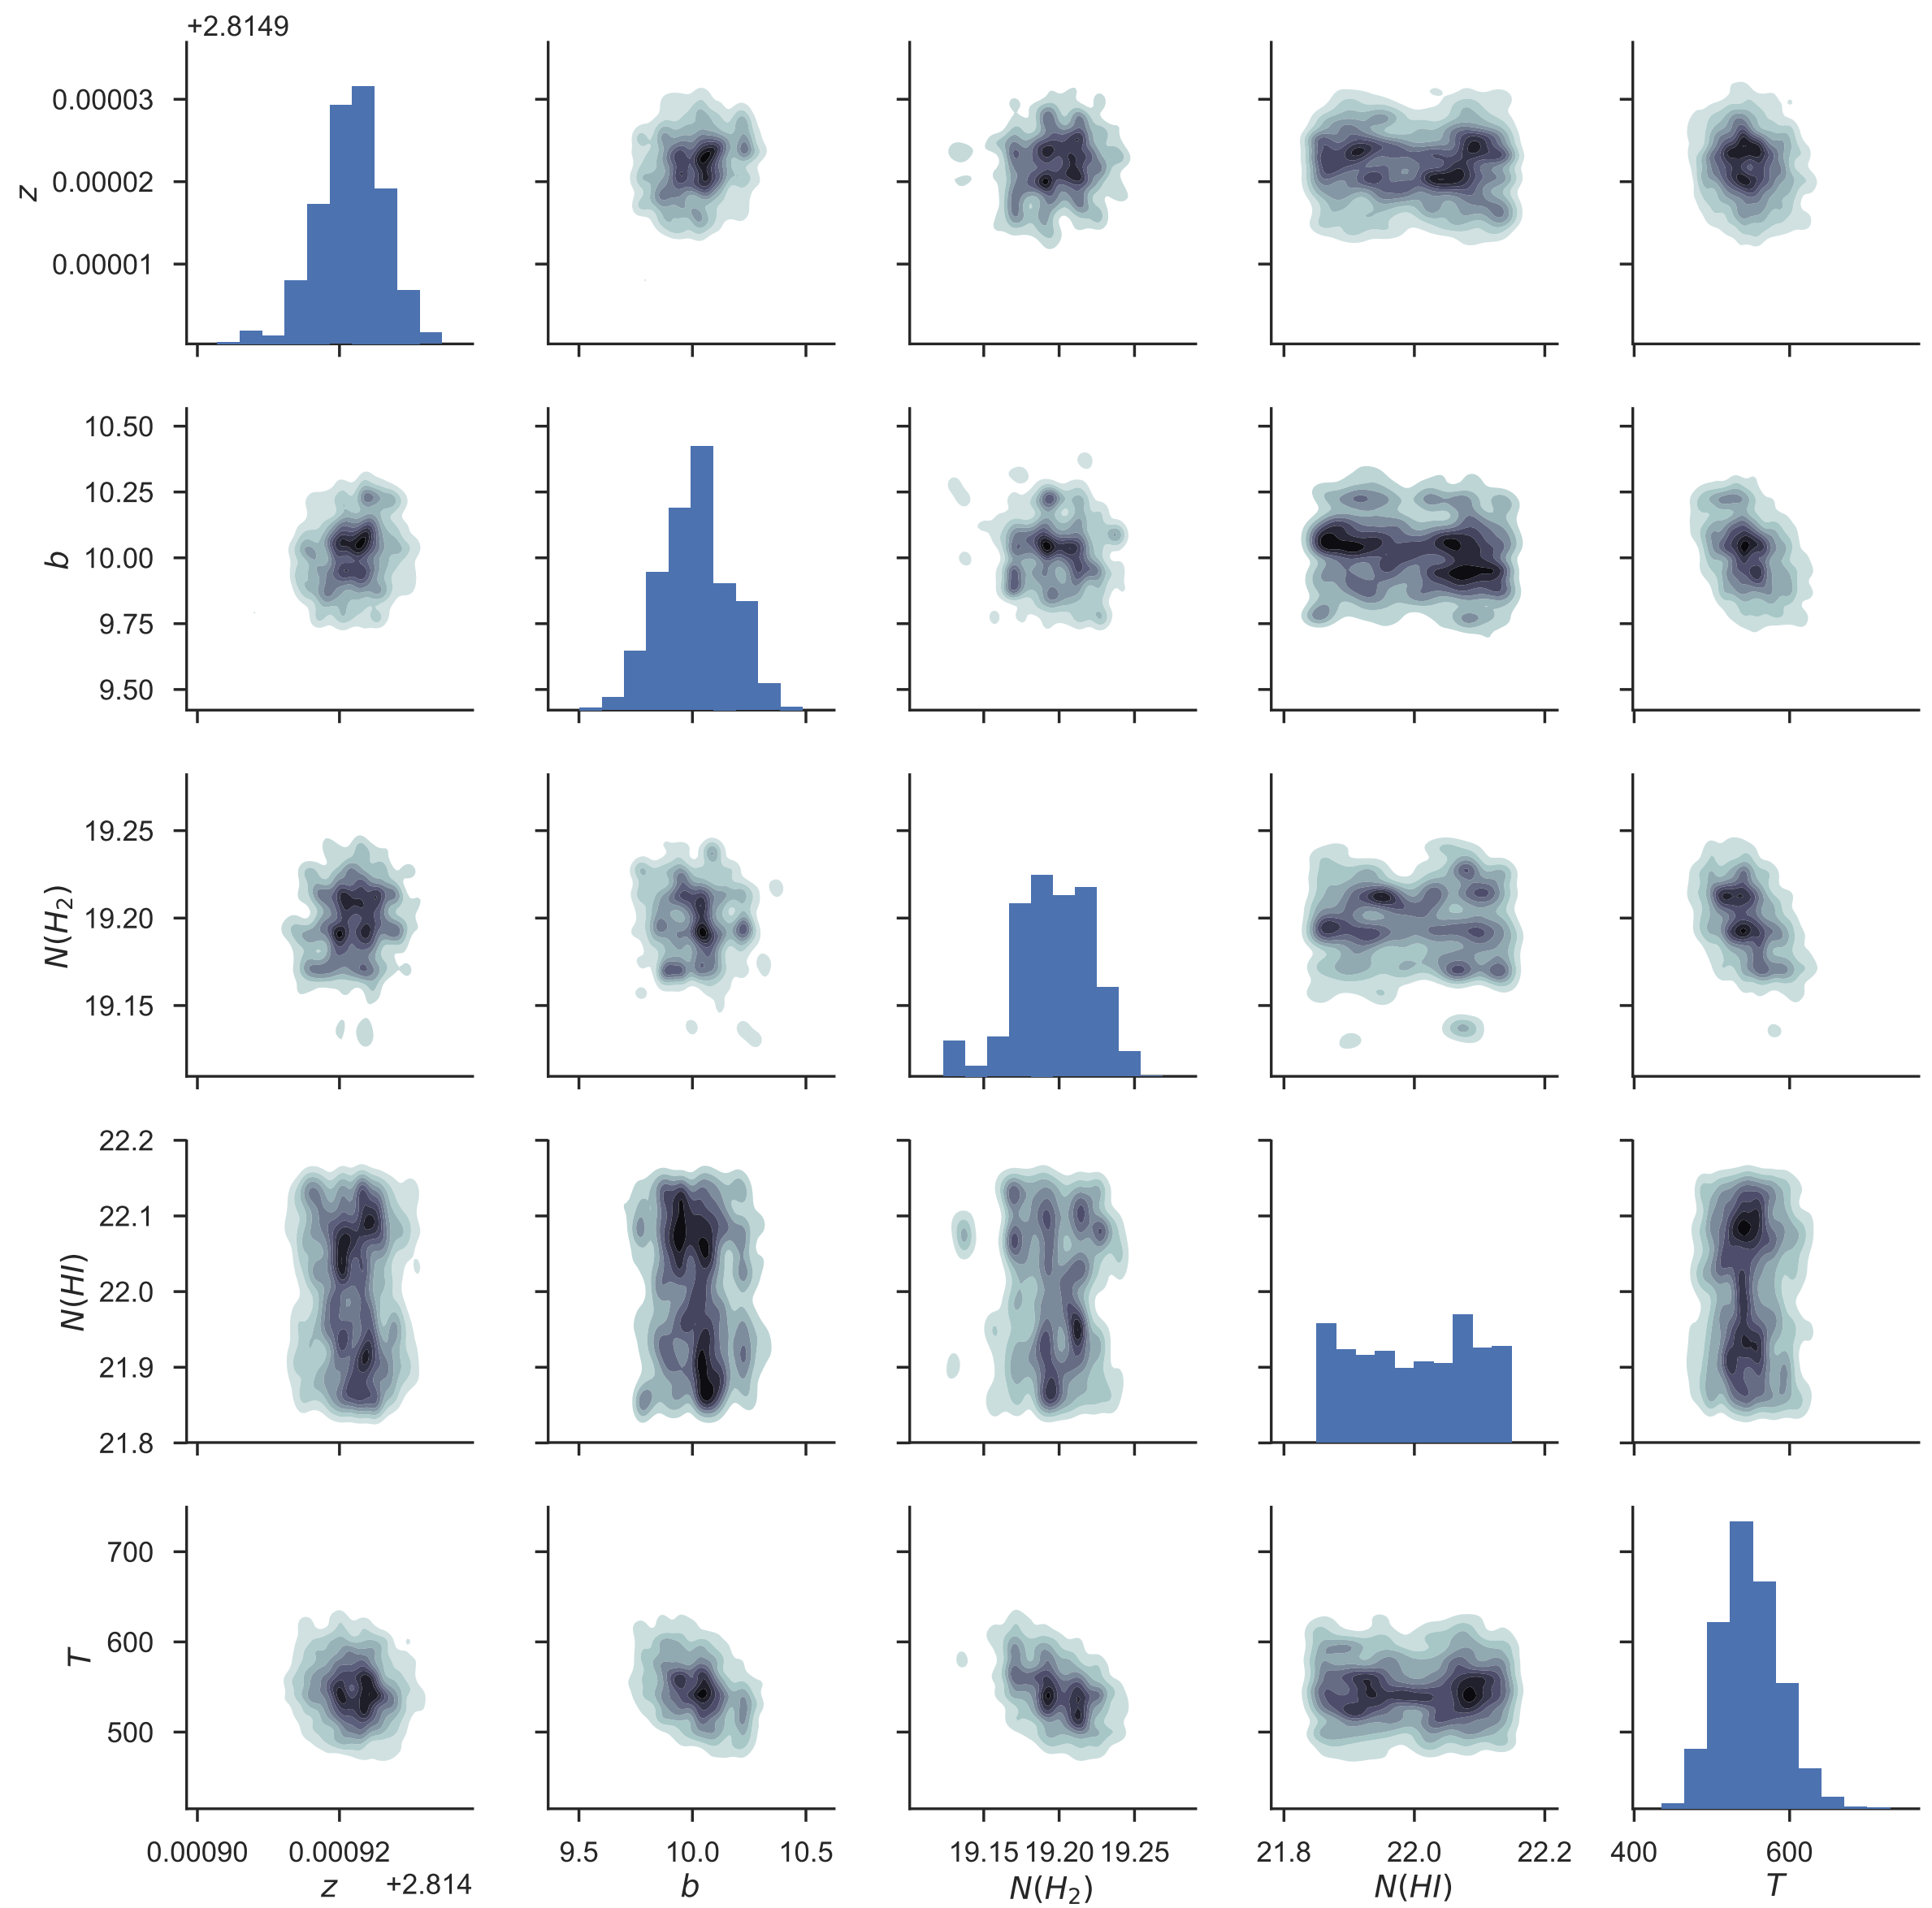 +2.8149
0.00003
0.00002
0.00001
z
10.50
10.25
10.00
9.75
9.50
b
19.25
19.20
19.15
N(H₂)
22.2
22.1
22.0
21.9
21.8
N(HI)
700
600
500
T
0.00090 0.00092 9.5 10.0 10.5 19.15 19.20 19.25 21.8 22.0 22.2 400 600
z +2.814 b N(H₂) N(HI) T